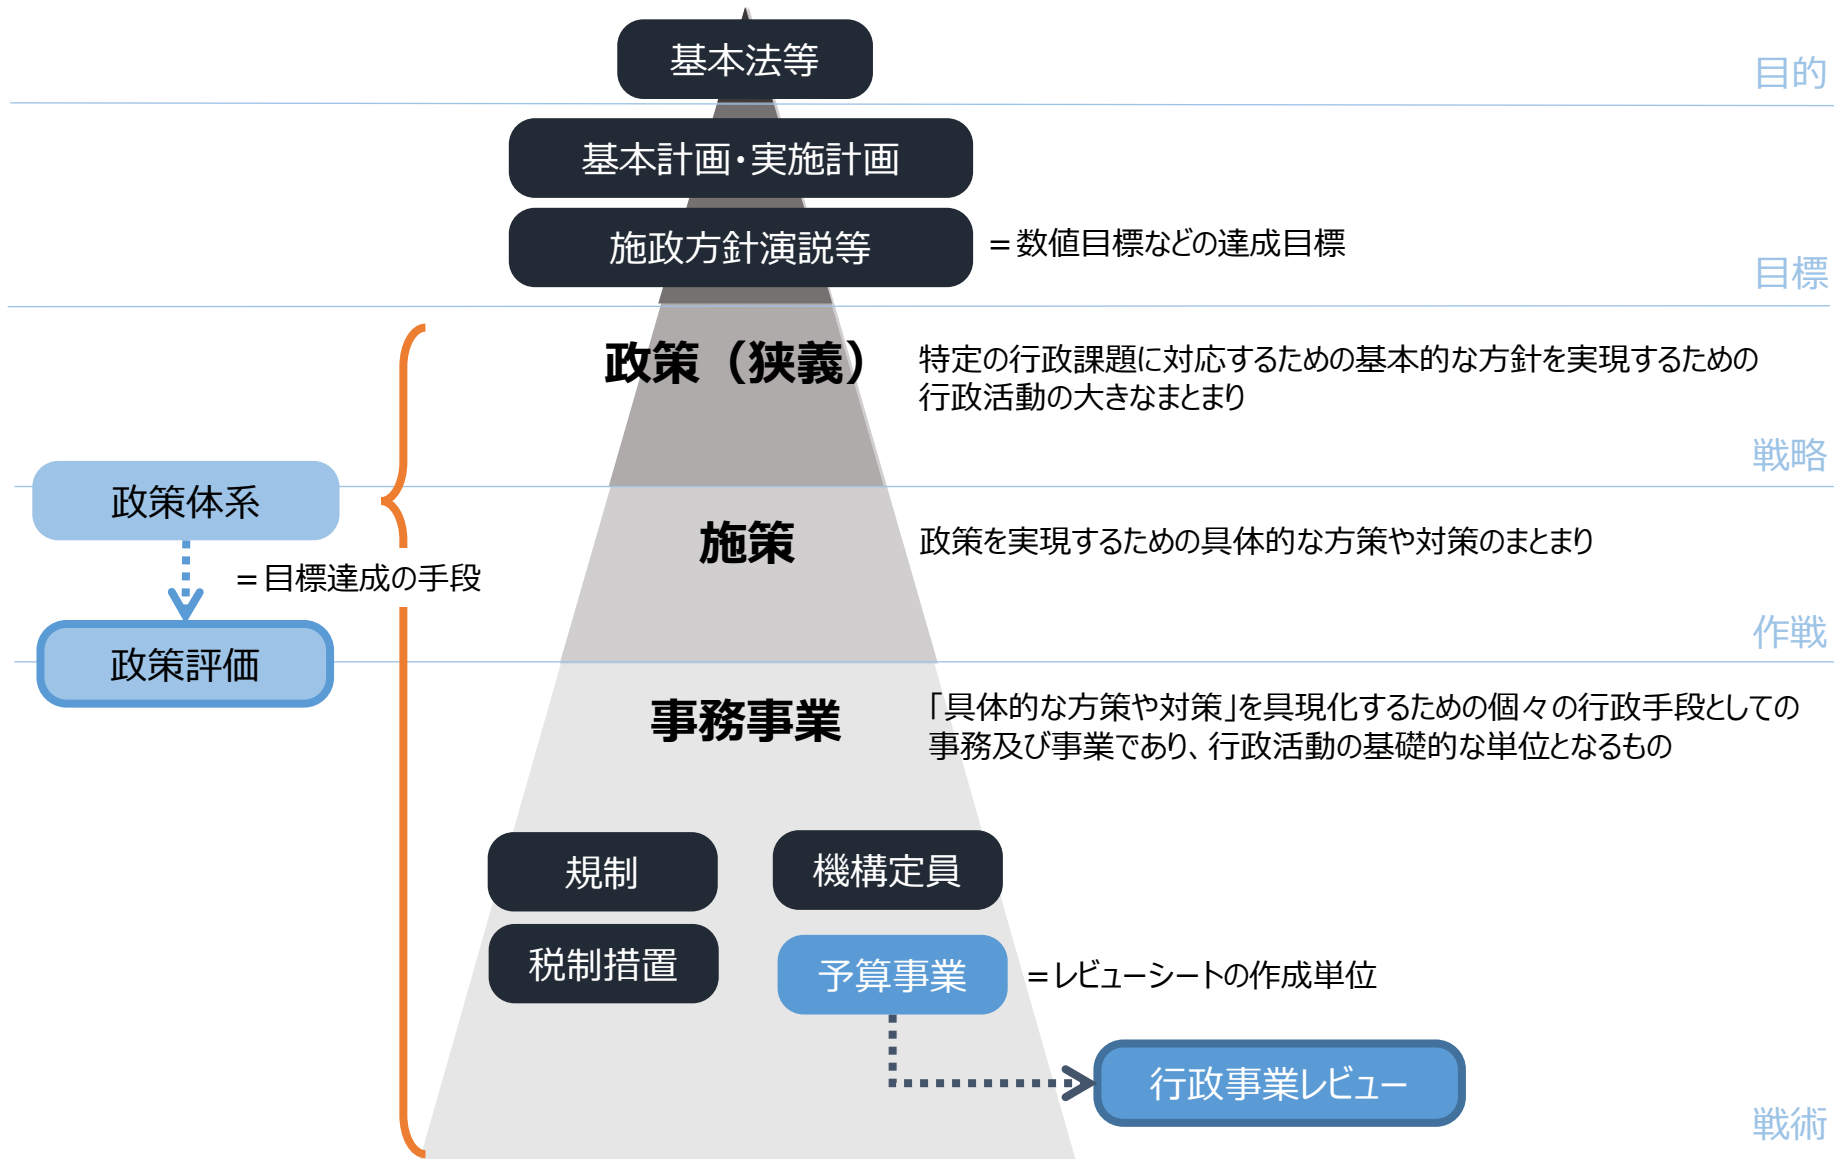 基本法等
目的
基本計画・実施計画
施政方針演説等
＝数値目標などの達成目標
目標
政策（狭義）
特定の行政課題に対応するための基本的な方針を実現するための
行政活動の大きなまとまり
戦略
政策体系
施策
政策を実現するための具体的な方策や対策のまとまり
＝目標達成の手段
作戦
政策評価
事務事業
「具体的な方策や対策」を具現化するための個々の行政手段としての
事務及び事業であり、行政活動の基礎的な単位となるもの
規制
機構定員
税制措置
予算事業
＝レビューシートの作成単位
行政事業レビュー
戦術